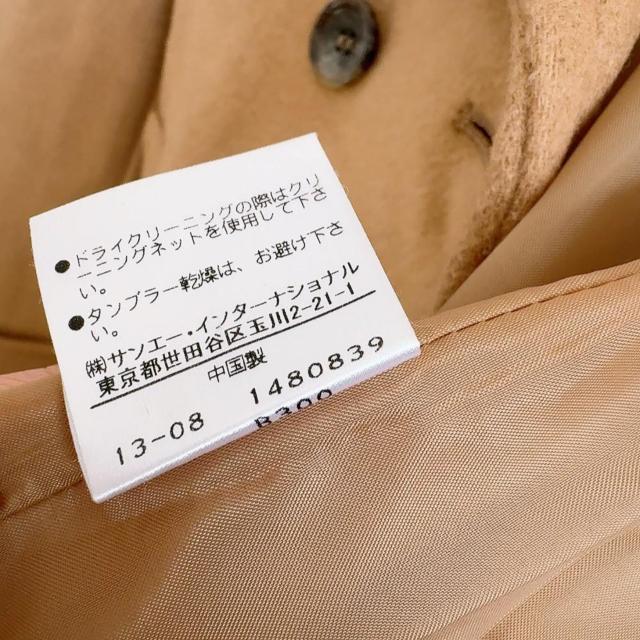 ●ドライクリーニングの際はクリ
ーニングネットを使用して下さ
い。
●タンブラー乾燥は、お避け下さ
い。
㈱サンエー・インターナショナル
東京都世田谷区玉川2-21-1
中国製
13-08 1480839
B300